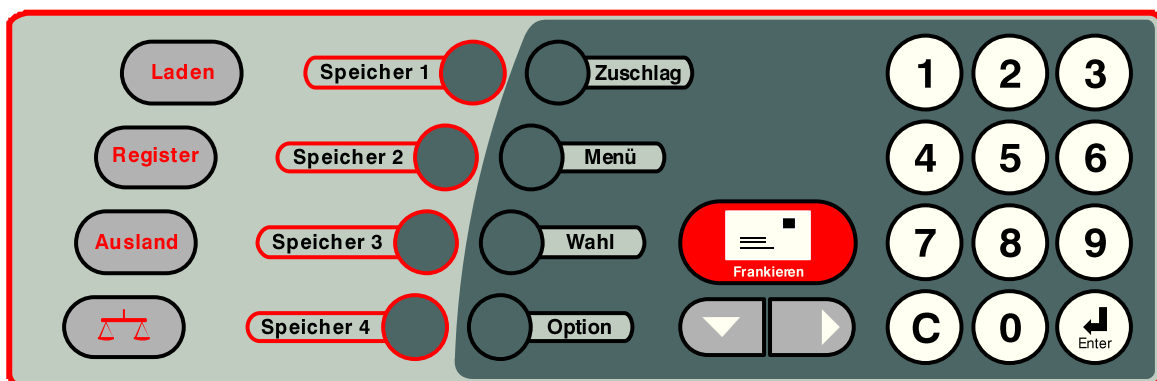 Laden
Speicher 1
Zuschlag
1
2
3
Register
Speicher 2
Menü
4
5
6
Ausland
Speicher 3
Wahl
Frankieren
7
8
9
Speicher 4
Option
C
0
Enter